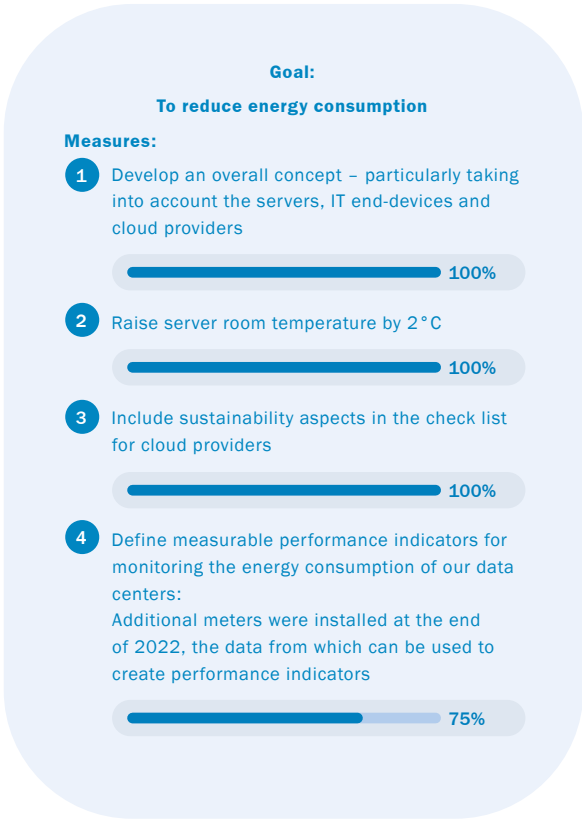 Goal:
To reduce energy consumption
Measures:
1 Develop an overall concept – particularly taking
into account the servers, IT end-devices and
cloud providers
100%
2 Raise server room temperature by 2°C
100%
3 Include sustainability aspects in the check list
for cloud providers
100%
4 Define measurable performance indicators for
monitoring the energy consumption of our data
centers:
Additional meters were installed at the end
of 2022, the data from which can be used to
create performance indicators
75%